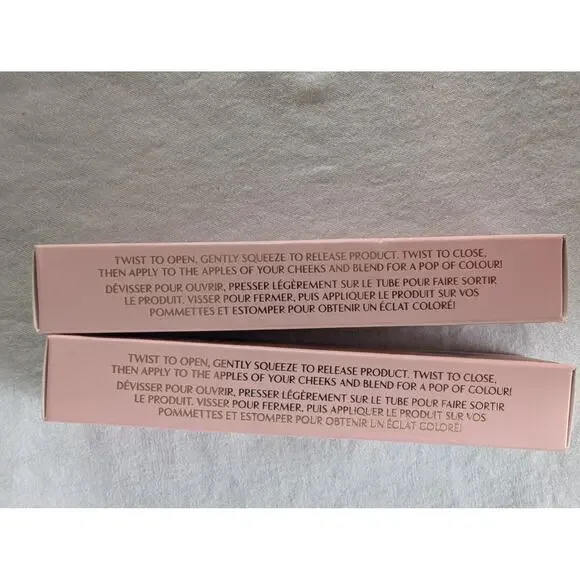 TWIST TO OPEN, GENTLY SQUEEZE TO RELEASE PRODUCT. TWIST TO CLOSE,
THEN APPLY TO THE APPLES OF YOUR CHEEKS AND BLEND FOR A POP OF COLOUR!
DÉVISSER POUR OUVRIR, PRESSER LÉGÈREMENT SUR LE TUBE POUR FAIRE SORTIR
LE PRODUIT. VISSER POUR FERMER, PUIS APPLIQUER LE PRODUIT SUR VOS
POMMETTES ET ESTOMPER POUR OBTENIR UN ÉCLAT COLORÉ!
TWIST TO OPEN, GENTLY SQUEEZE TO RELEASE PRODUCT. TWIST TO CLOSE,
THEN APPLY TO THE APPLES OF YOUR CHEEKS AND BLEND FOR A POP OF COLOUR!
DÉVISSER POUR OUVRIR, PRESSER LÉGÈREMENT SUR LE TUBE POUR FAIRE SORTIR
LE PRODUIT. VISSER POUR FERMER, PUIS APPLIQUER LE PRODUIT SUR VOS
POMMETTES ET ESTOMPER POUR OBTENIR UN ÉCLAT COLORÉ!